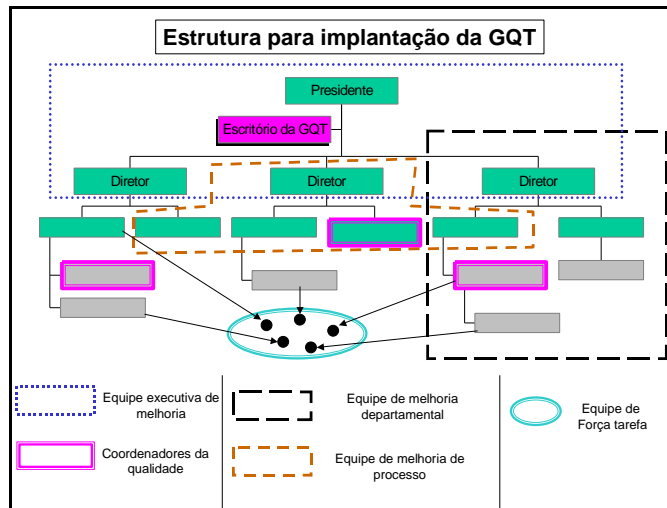 Estrutura para implantação da GQT
Presidente
Escritório da GQT
Diretor
Diretor
Diretor
Equipe executiva de
melhoria
Equipe de melhoria
departamental
Equipe de
Força tarefa
Coordenadores da
qualidade
Equipe de melhoria de
processo